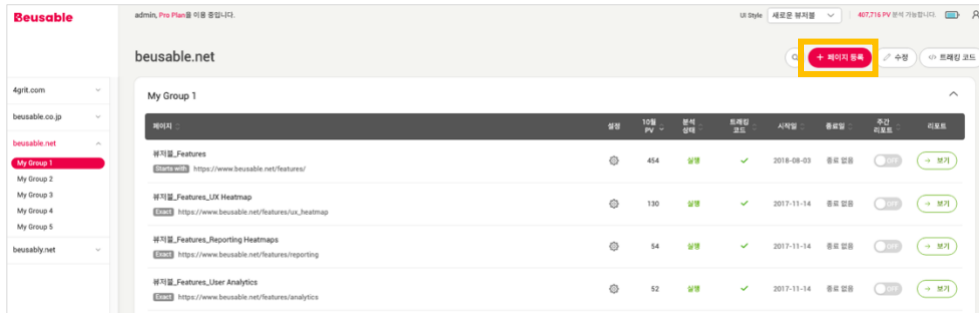 Beusable
admin, Pro Plan을 이용 중입니다.
UI Style 새로운 뷰저블
407,716 PV 분석 가능합니다.
beusable.net
+ 페이지 등록
수정
</> 트래킹 코드
4grit.com
beusable.co.jp
beusable.net
My Group 1
My Group 2
My Group 3
My Group 4
My Group 5
beusably.net
My Group 1
페이지 설정 10월 PV 분석 상태 트래킹 코드 시작일 종료일 주간 리포트 리포트
뷰저블_Features
Starts with https://www.beusable.net/features/
454 실행 2018-08-03 종료 없음 OFF → 보기
뷰저블_Features_UX Heatmap
Exact https://www.beusable.net/features/ux_heatmap
130 실행 2017-11-14 종료 없음 OFF → 보기
뷰저블_Features_Reporting Heatmaps
Exact https://www.beusable.net/features/reporting
54 실행 2017-11-14 종료 없음 OFF → 보기
뷰저블_Features_User Analytics
Exact https://www.beusable.net/features/analytics
52 실행 2017-11-14 종료 없음 OFF → 보기